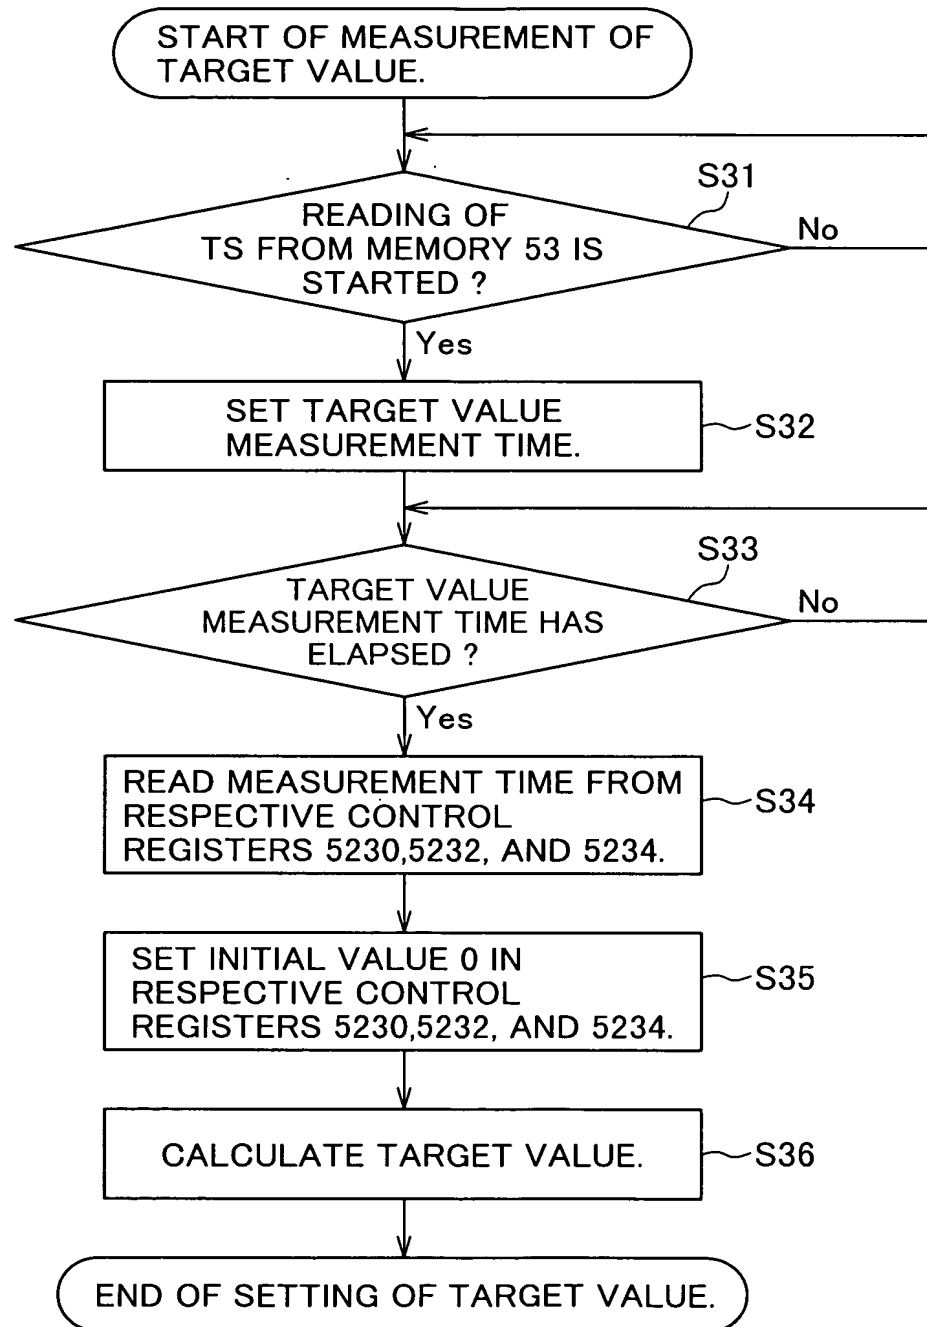 START OF MEASUREMENT OF
TARGET VALUE.
S31
READING OF
TS FROM MEMORY 53 IS
STARTED ?
No
Yes
SET TARGET VALUE
MEASUREMENT TIME.
S32
S33
TARGET VALUE
MEASUREMENT TIME HAS
ELAPSED ?
No
Yes
READ MEASUREMENT TIME FROM
RESPECTIVE CONTROL
REGISTERS 5230,5232, AND 5234.
S34
SET INITIAL VALUE 0 IN
RESPECTIVE CONTROL
REGISTERS 5230,5232, AND 5234.
S35
CALCULATE TARGET VALUE.
S36
END OF SETTING OF TARGET VALUE.